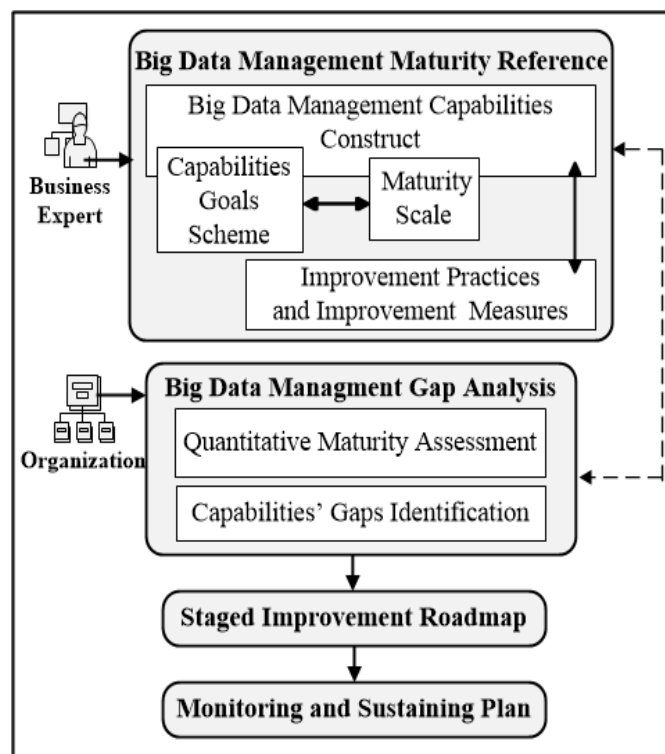 Big Data Management Maturity Reference
Big Data Management Capabilities
Construct
Business
Expert
Capabilities
Goals
Scheme
Maturity
Scale
Improvement Practices
and Improvement Measures
Organization
Big Data Managment Gap Analysis
Quantitative Maturity Assessment
Capabilities’ Gaps Identification
Staged Improvement Roadmap
Monitoring and Sustaining Plan